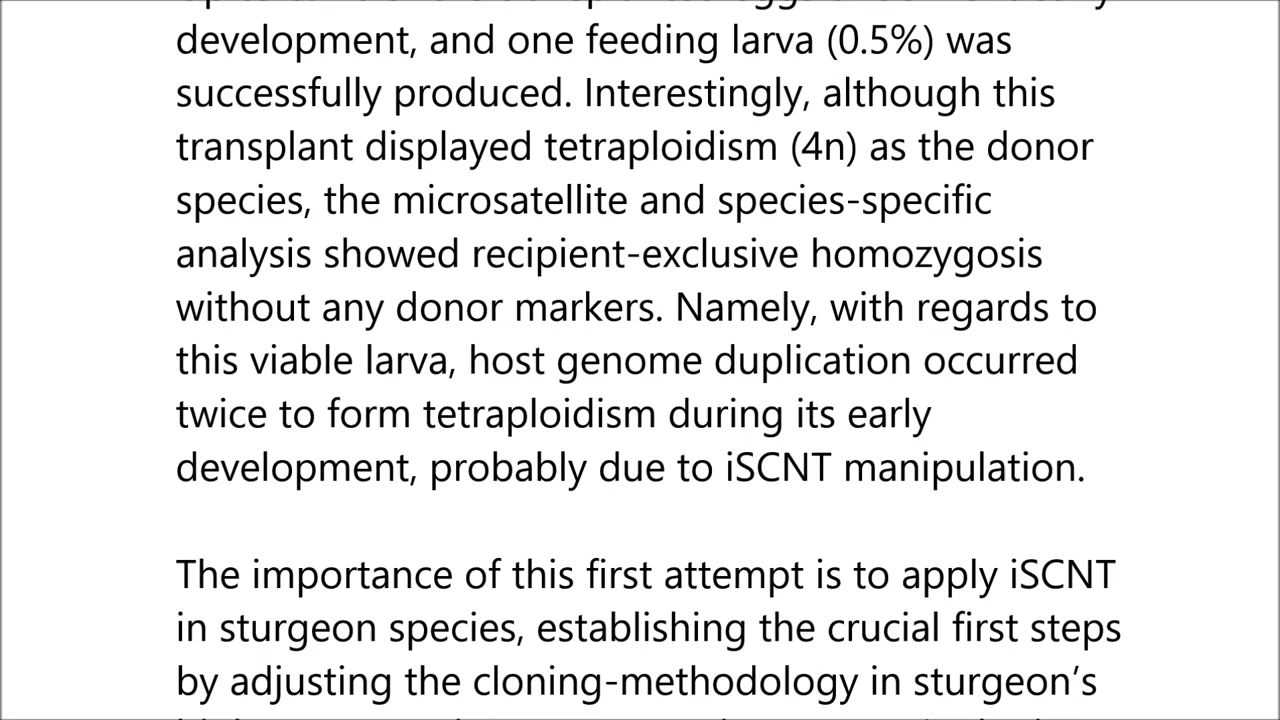 development, and one feeding larva (0.5%) was
successfully produced. Interestingly, although this
transplant displayed tetraploidism (4n) as the donor
species, the microsatellite and species-specific
analysis showed recipient-exclusive homozygosis
without any donor markers. Namely, with regards to
this viable larva, host genome duplication occurred
twice to form tetraploidism during its early
development, probably due to iSCNT manipulation.
The importance of this first attempt is to apply iSCNT
in sturgeon species, establishing the crucial first steps
by adjusting the cloning-methodology in sturgeon’s